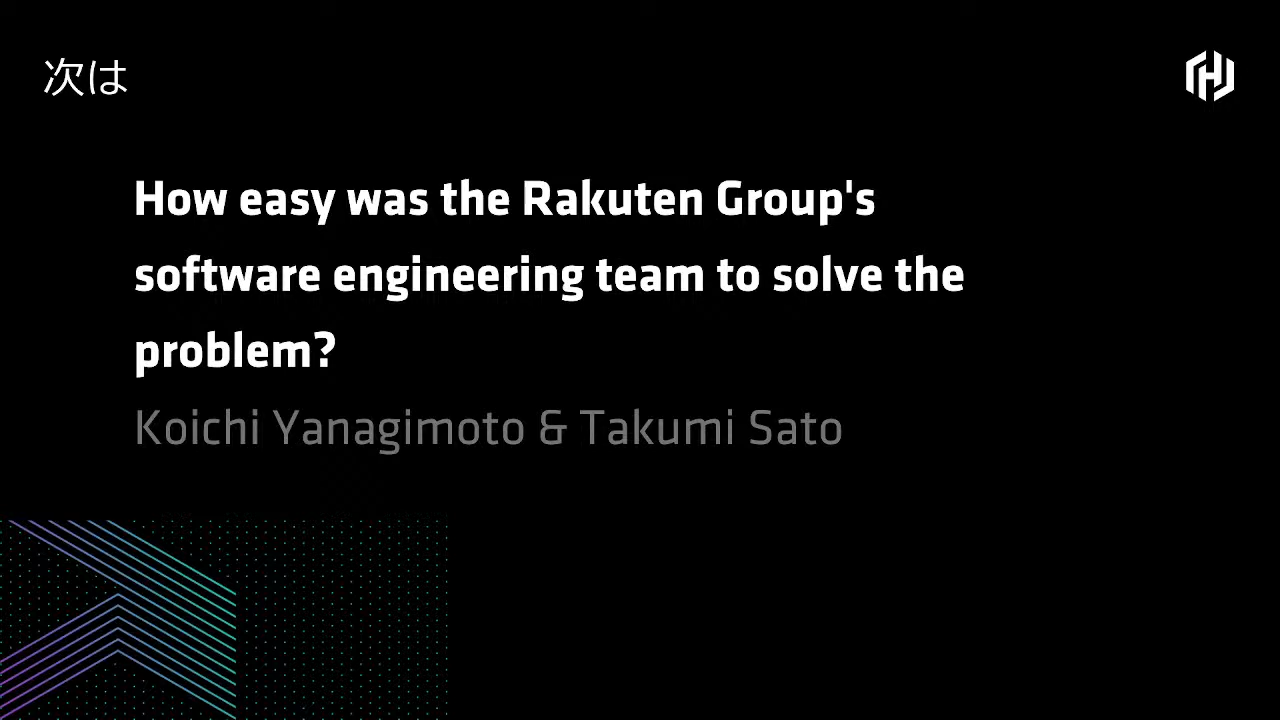 次は
How easy was the Rakuten Group's
software engineering team to solve the
problem?
Koichi Yanagimoto & Takumi Sato